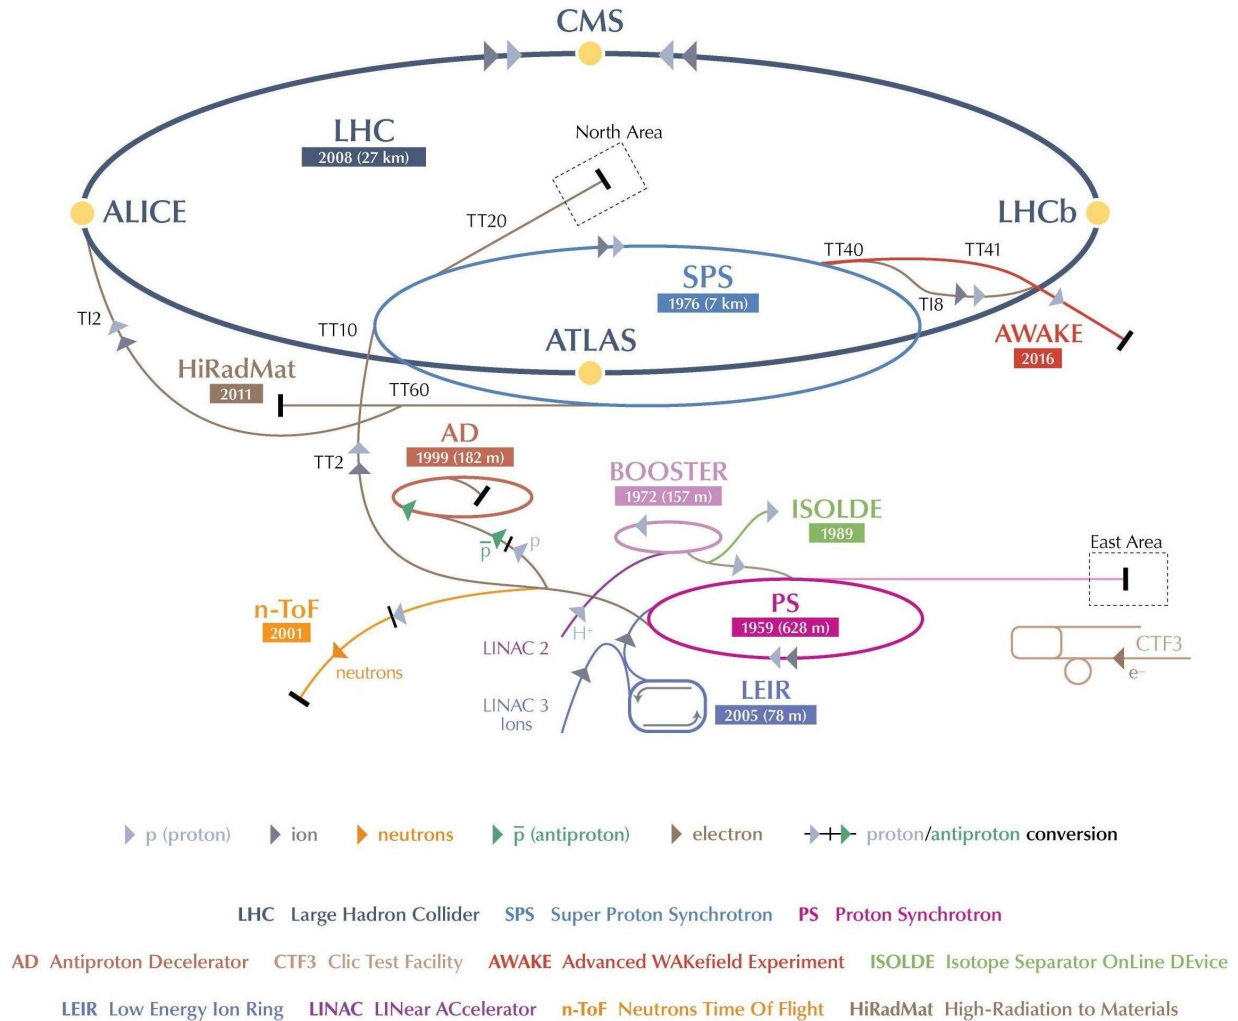 CMS
LHC
2008 (27 km)
North Area
ALICE
LHCb
TT20
TT40
TT41
SPS
1976 (7 km)
TI8
TI2
TT10
ATLAS
AWAKE
2016
HiRadMat
2011
TT60
AD
1999 (182 m)
TT2
BOOSTER
1972 (157 m)
ISOLDE
1989
p̅
p
East Area
n-ToF
2001
PS
1959 (628 m)
H+
LINAC 2
neutrons
CTF3
e–
LEIR
2005 (78 m)
LINAC 3
Ions
p (proton)
ion
neutrons
p̅ (antiproton)
electron
proton/antiproton conversion
LHC Large Hadron Collider SPS Super Proton Synchrotron PS Proton Synchrotron
AD Antiproton Decelerator CTF3 Clic Test Facility AWAKE Advanced WAKefield Experiment ISOLDE Isotope Separator OnLine DEvice
LEIR Low Energy Ion Ring LINAC LINear ACcelerator n-ToF Neutrons Time Of Flight HiRadMat High-Radiation to Materials